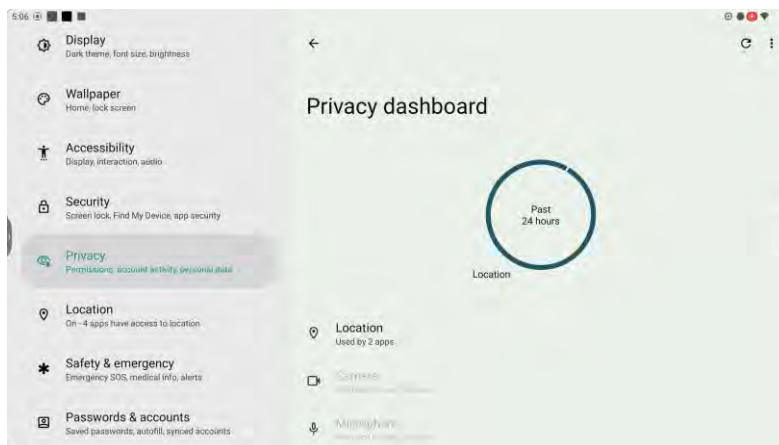 5:06
Display
Dark theme, font size, brightness
Wallpaper
Home, lock screen
Accessibility
Display, interaction, audio
Security
Screen lock, Find My Device, app security
Privacy
Permissions, account activity, personal data
Location
On - 4 apps have access to location
Safety & emergency
Emergency SOS, medical info, alerts
Passwords & accounts
Saved passwords, autofill, synced accounts
Privacy dashboard
Past
24 hours
Location
Location
Used by 2 apps
Camera
Microphone